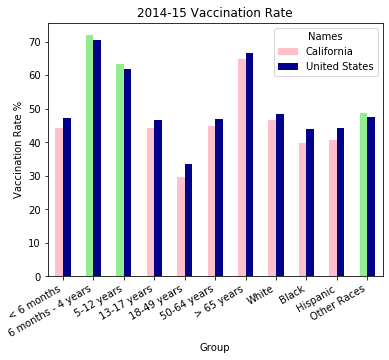 2014-15 Vaccination Rate
Names
California
United States
Vaccination Rate %
70
60
50
40
30
20
10
0
< 6 months
6 months - 4 years
5-12 years
13-17 years
18-49 years
50-64 years
> 65 years
White
Black
Hispanic
Other Races
Group